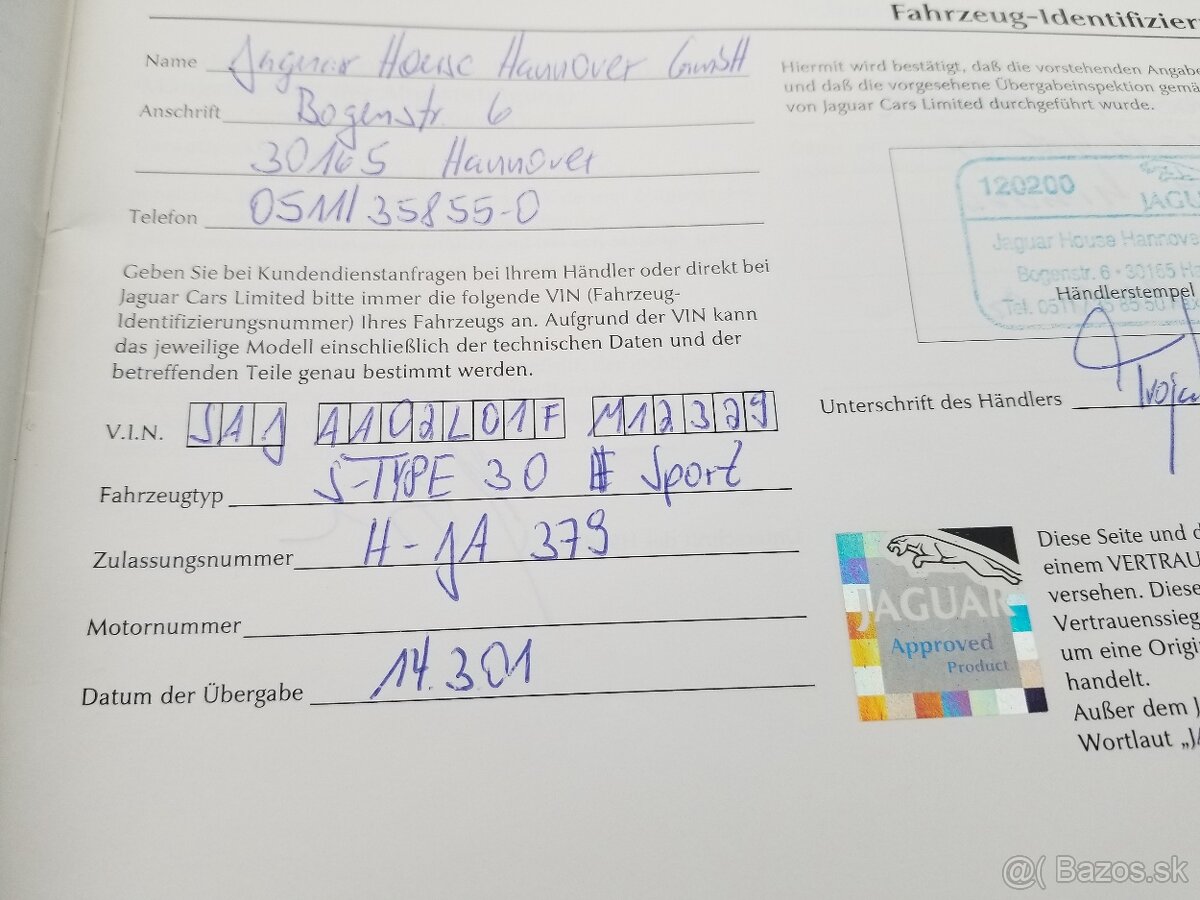 Fahrzeug-Identifizier
Name Jaguar House Hannover GmbH
Anschrift Bogenstr. 6
30165 Hannover
Telefon 0511/35855-0
Geben Sie bei Kundendienstanfragen bei Ihrem Händler oder direkt bei
Jaguar Cars Limited bitte immer die folgende VIN (Fahrzeug-
Identifizierungsnummer) Ihres Fahrzeugs an. Aufgrund der VIN kann
das jeweilige Modell einschließlich der technischen Daten und der
betreffenden Teile genau bestimmt werden.
V.I.N. SAJ AA02L01F M12329
Fahrzeugtyp S-TYPE 30 Sport
Zulassungsnummer H-JA 379
Motornummer
Datum der Übergabe 14.3.01
Hiermit wird bestätigt, daß die vorstehenden Angabe
und daß die vorgesehene Übergabeinspektion gemä
von Jaguar Cars Limited durchgeführt wurde.
120200
JAGU
Jaguar House Hannove
Bogenstr. 6 · 30165 Ha
Händlerstempel
Tel. 0511
Unterschrift des Händlers
JAGUAR
Approved
Product
Diese Seite und d
einem VERTRAU
versehen. Diese
Vertrauenssieg
um eine Origi
handelt.
Außer dem J
Wortlaut „JA
@( Bazos.sk